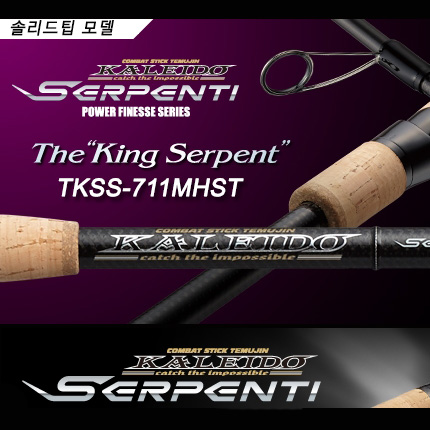 솔리드팁 모델
COMBAT STICK TEMUJIN
KALEIDO
catch the impossible
SERPENTI
POWER FINESSE SERIES
The "King Serpent"
TKSS-711MHST
COMBAT STICK TEMUJIN
KALEIDO
catch the impossible
COMBAT STICK TEMUJIN
KALEIDO
catch the impossible
SERPENTI